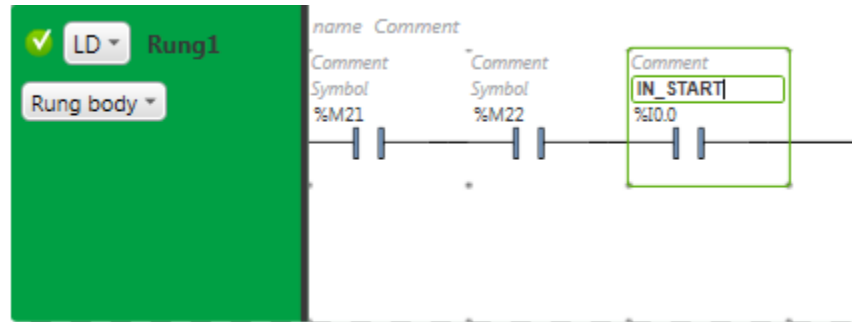 LD Rung1
Rung body
name Comment
Comment Comment Comment
Symbol Symbol IN_START
%M21 %M22 %I0.0